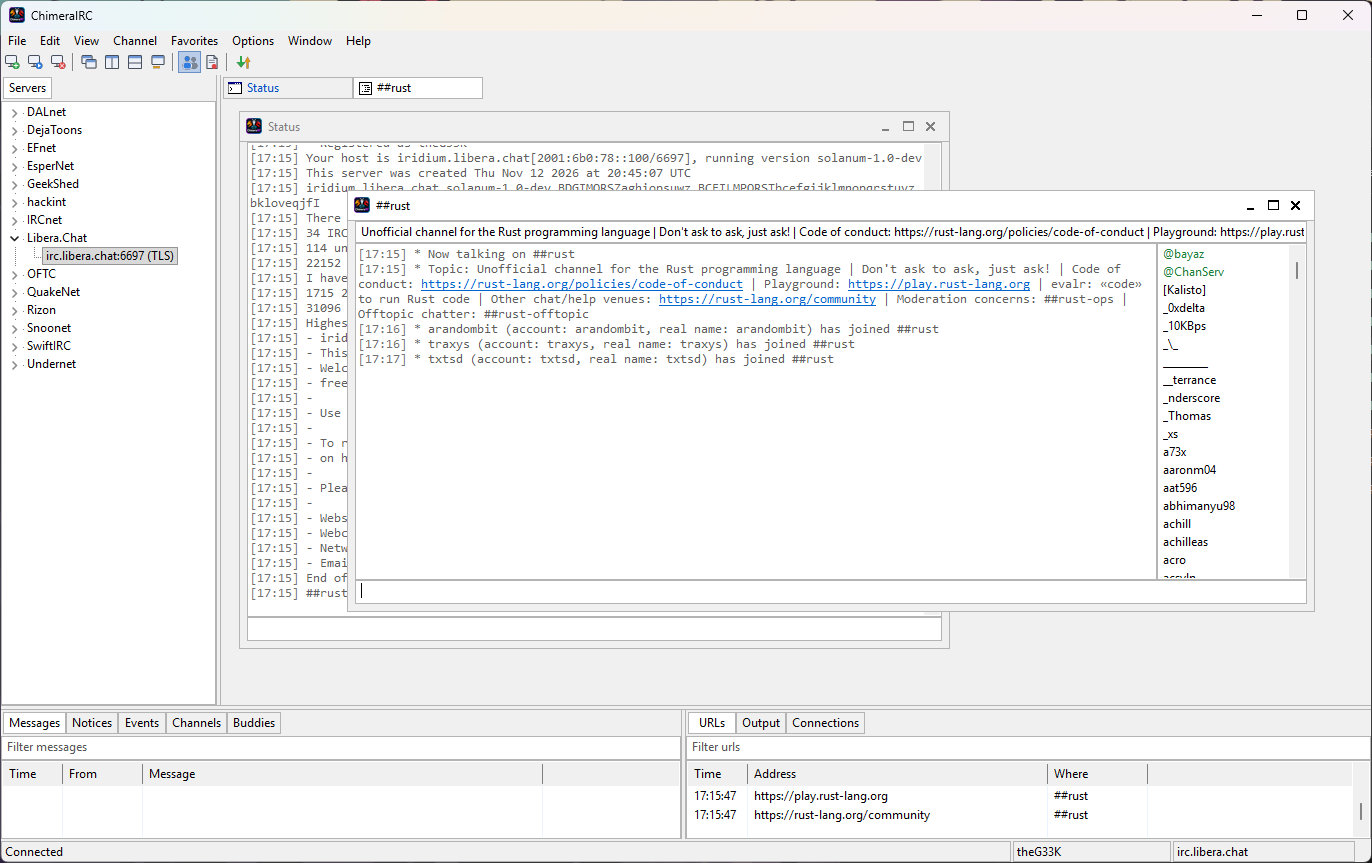 ChimeraIRC
File Edit View Channel Favorites Options Window Help
Servers
Status
##rust
DALnet
DejaToons
EFnet
EsperNet
GeekShed
hackint
IRCnet
Libera.Chat
irc.libera.chat:6697 (TLS)
OFTC
QuakeNet
Rizon
Snoonet
SwiftIRC
Undernet
Status
[17:15] Your host is iridium.libera.chat[2001:6b0:78::100/6697], running version solanum-1.0-dev
[17:15] This server was created Thu Nov 12 2026 at 20:45:07 UTC
[17:15] iridium.libera.chat solanum-1.0-dev
bkloveqjfI
[17:15] There
[17:15] 34 IRC
[17:15] 114 un
[17:15] 22152
[17:15] I have
[17:15] 1715 2
[17:15] 31096
[17:15] Highes
[17:15] - irid
[17:15] - This
[17:15] - Welc
[17:15] - free
[17:15] -
[17:15] - Use
[17:15] -
[17:15] - To r
[17:15] - on h
[17:15] -
[17:15] - Plea
[17:15] -
[17:15] - Webs
[17:15] - Webc
[17:15] - Netw
[17:15] - Emai
[17:15] End of
[17:15] ##rust
##rust
Unofficial channel for the Rust programming language | Don't ask to ask, just ask! | Code of conduct: https://rust-lang.org/policies/code-of-conduct | Playground: https://play.rust
[17:15] * Now talking on ##rust
[17:15] * Topic: Unofficial channel for the Rust programming language | Don't ask to ask, just ask! | Code of
conduct: https://rust-lang.org/policies/code-of-conduct | Playground: https://play.rust-lang.org | evalr: «code»
to run Rust code | Other chat/help venues: https://rust-lang.org/community | Moderation concerns: ##rust-ops |
Offtopic chatter: ##rust-offtopic
[17:16] * arandombit (account: arandombit, real name: arandombit) has joined ##rust
[17:16] * traxys (account: traxys, real name: traxys) has joined ##rust
[17:17] * txtsd (account: txtsd, real name: txtsd) has joined ##rust
@bayaz
@ChanServ
[Kalisto]
_0xdelta
_10KBps
_\_
________
__terrance
_nderscore
_Thomas
_xs
a73x
aaronm04
aat596
abhimanyu98
achill
achilleas
acro
Messages Notices Events Channels Buddies
Filter messages
Time From Message
URLs Output Connections
Filter urls
Time Address Where
17:15:47 https://play.rust-lang.org ##rust
17:15:47 https://rust-lang.org/community ##rust
Connected
theG33K
irc.libera.chat